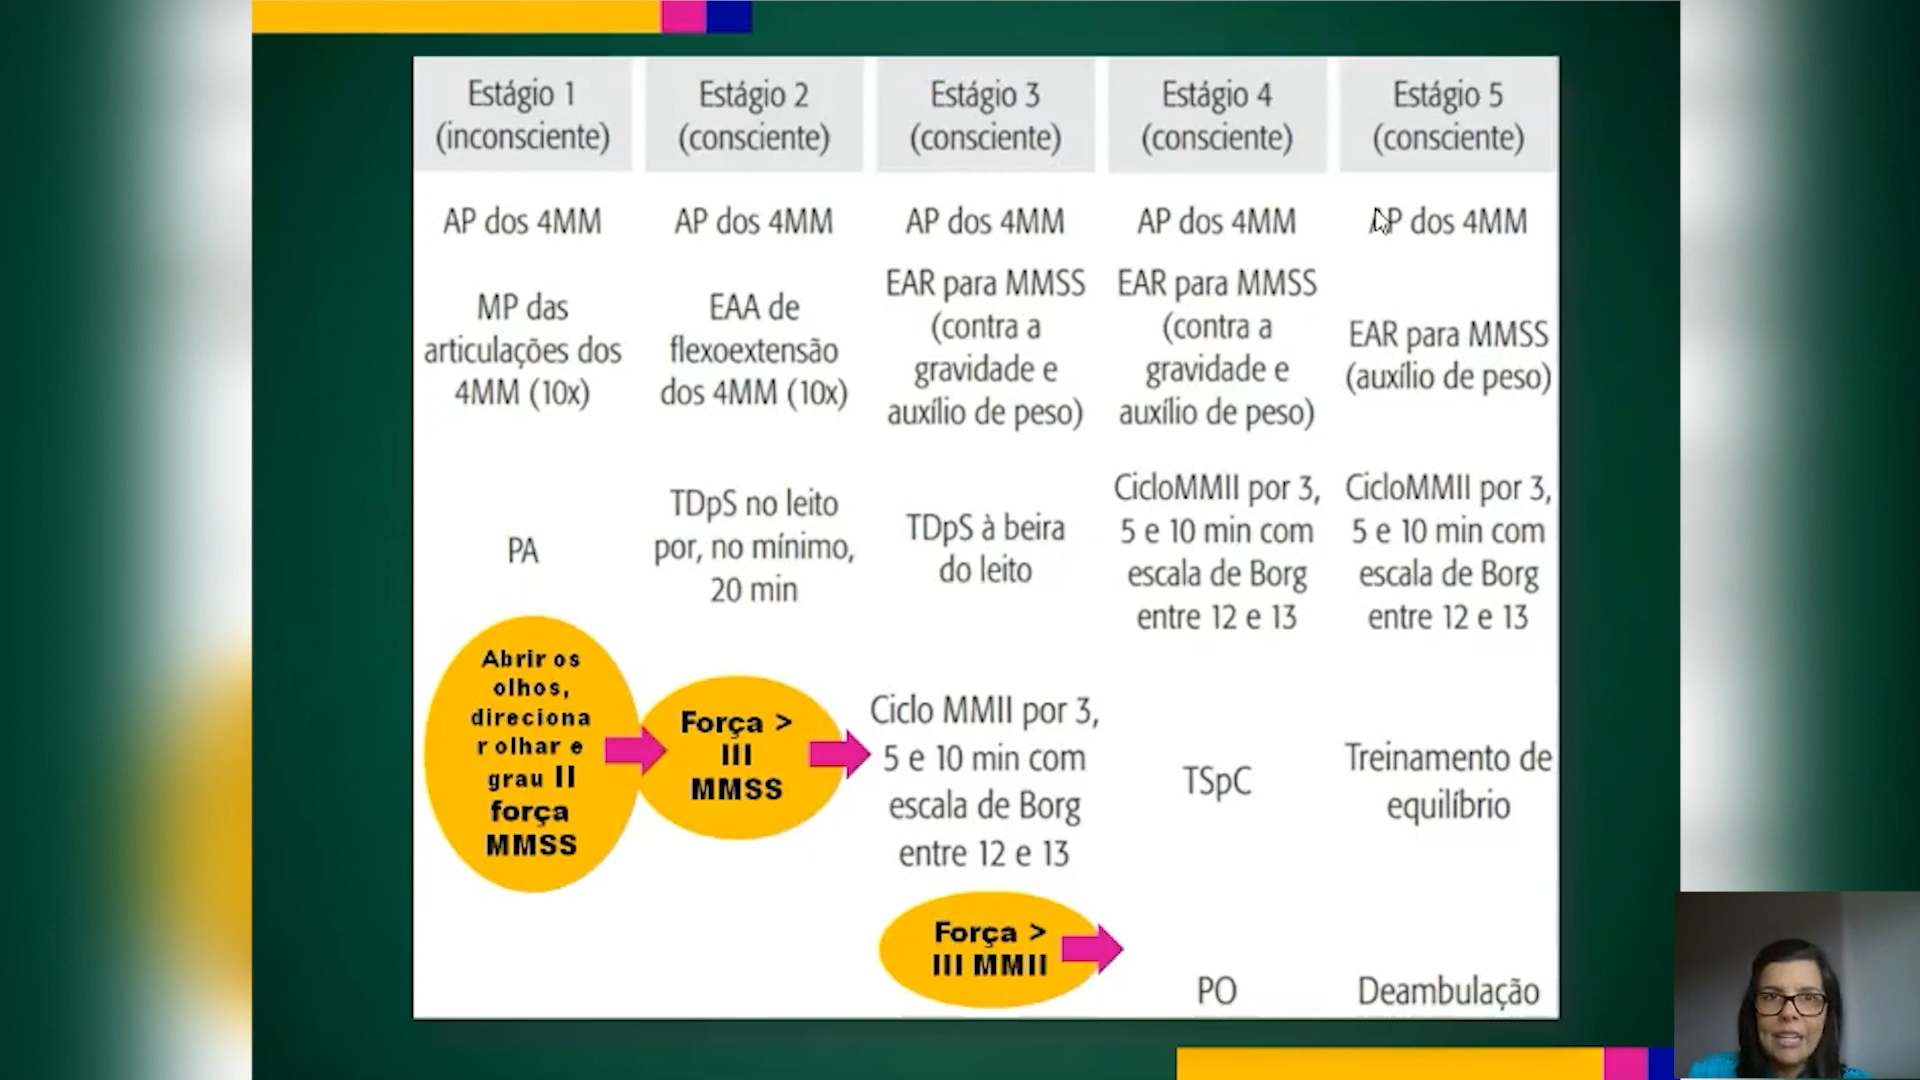 Estágio 1
(inconsciente)
Estágio 2
(consciente)
Estágio 3
(consciente)
Estágio 4
(consciente)
Estágio 5
(consciente)
AP dos 4MM
AP dos 4MM
AP dos 4MM
AP dos 4MM
AP dos 4MM
MP das
articulações dos
4MM (10x)
EAA de
flexoextensão
dos 4MM (10x)
EAR para MMSS
(contra a
gravidade e
auxílio de peso)
EAR para MMSS
(contra a
gravidade e
auxílio de peso)
EAR para MMSS
(auxílio de peso)
PA
TDpS no leito
por, no mínimo,
20 min
TDpS à beira
do leito
CicloMMII por 3,
5 e 10 min com
escala de Borg
entre 12 e 13
CicloMMII por 3,
5 e 10 min com
escala de Borg
entre 12 e 13
Abrir os
olhos,
direciona
r olhar e
grau II
força
MMSS
Força >
III
MMSS
Ciclo MMII por 3,
5 e 10 min com
escala de Borg
entre 12 e 13
TSpC
Treinamento de
equilíbrio
Força >
III MMII
PO
Deambulação